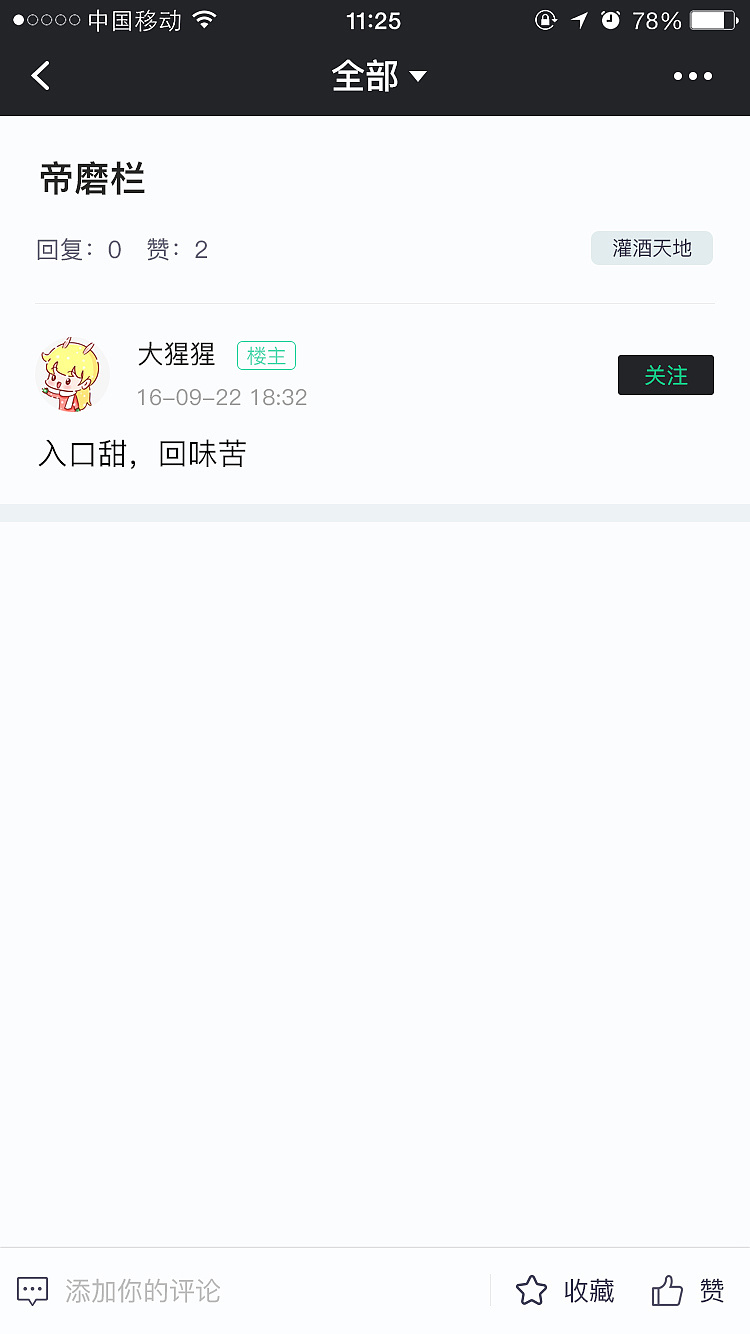 中国移动 11:25 78%
全部
帝磨栏
回复：0 赞：2 灌酒天地
大猩猩 楼主
16-09-22 18:32
关注
入口甜，回味苦
添加你的评论 收藏 赞